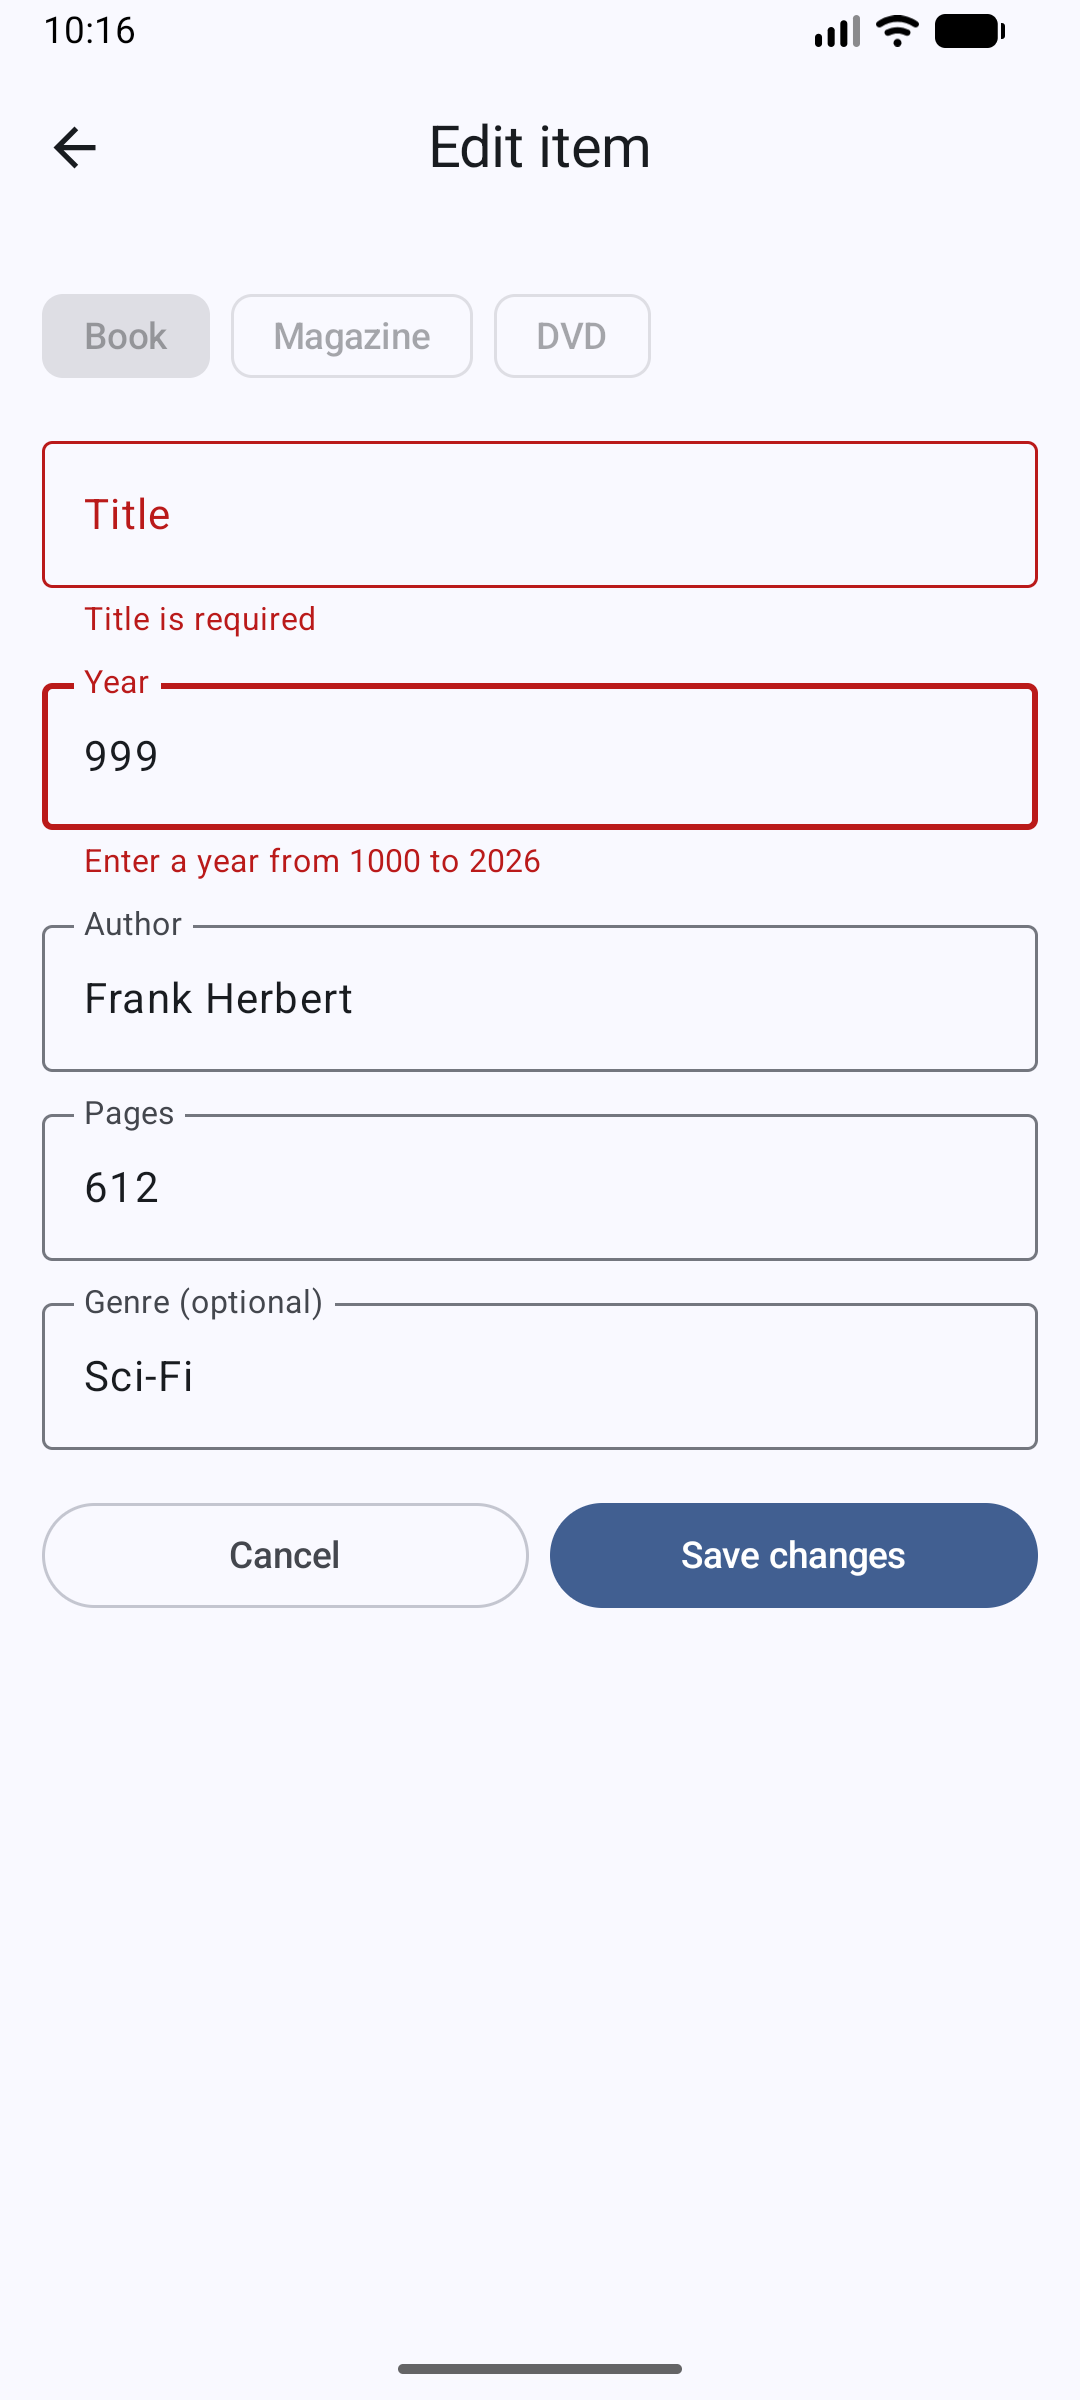 10:16
Edit item
Book
Magazine
DVD
Title
Title is required
Year
999
Enter a year from 1000 to 2026
Author
Frank Herbert
Pages
612
Genre (optional)
Sci-Fi
Cancel
Save changes